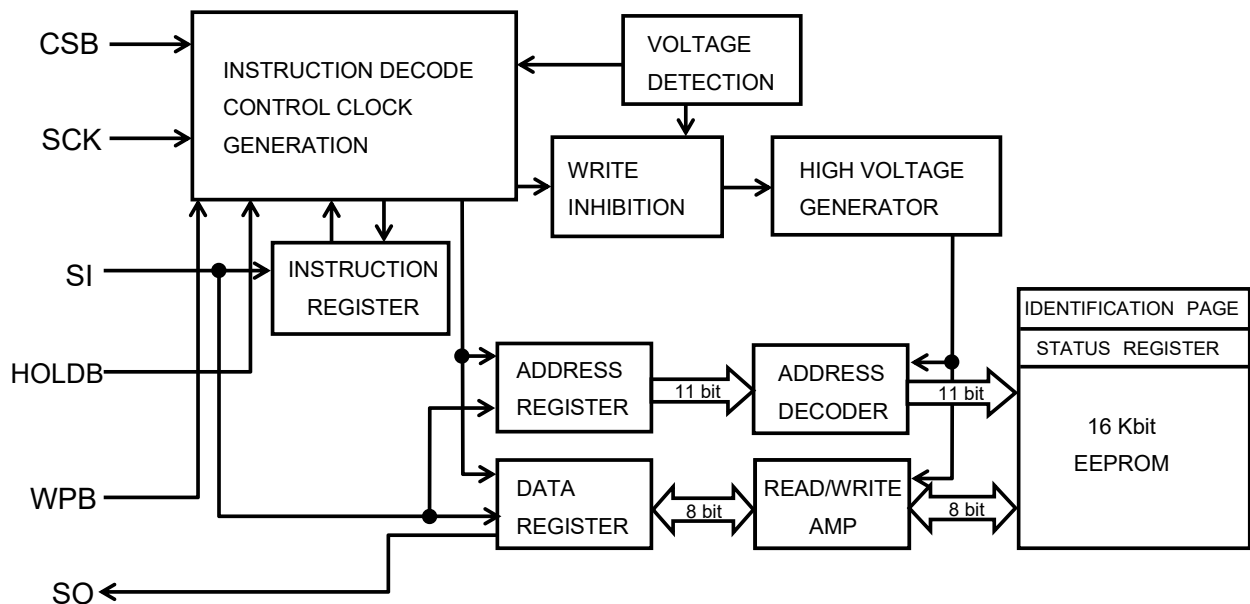 CSB
SCK
SI
HOLDB
WPB
SO
INSTRUCTION DECODE
CONTROL CLOCK
GENERATION
VOLTAGE
DETECTION
WRITE
INHIBITION
HIGH VOLTAGE
GENERATOR
INSTRUCTION
REGISTER
ADDRESS
REGISTER
11 bit
ADDRESS
DECODER
11 bit
DATA
REGISTER
8 bit
READ/WRITE
AMP
8 bit
IDENTIFICATION PAGE
STATUS REGISTER
16 Kbit
EEPROM